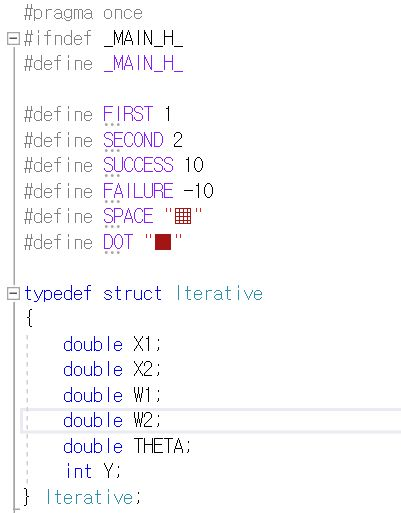 #pragma once
#ifndef _MAIN_H_
#define _MAIN_H_
#define FIRST 1
#define SECOND 2
#define SUCCESS 10
#define FAILURE -10
#define SPACE "▦"
#define DOT "■"
typedef struct Iterative
{
double X1;
double X2;
double W1;
double W2;
double THETA;
int Y;
} Iterative;